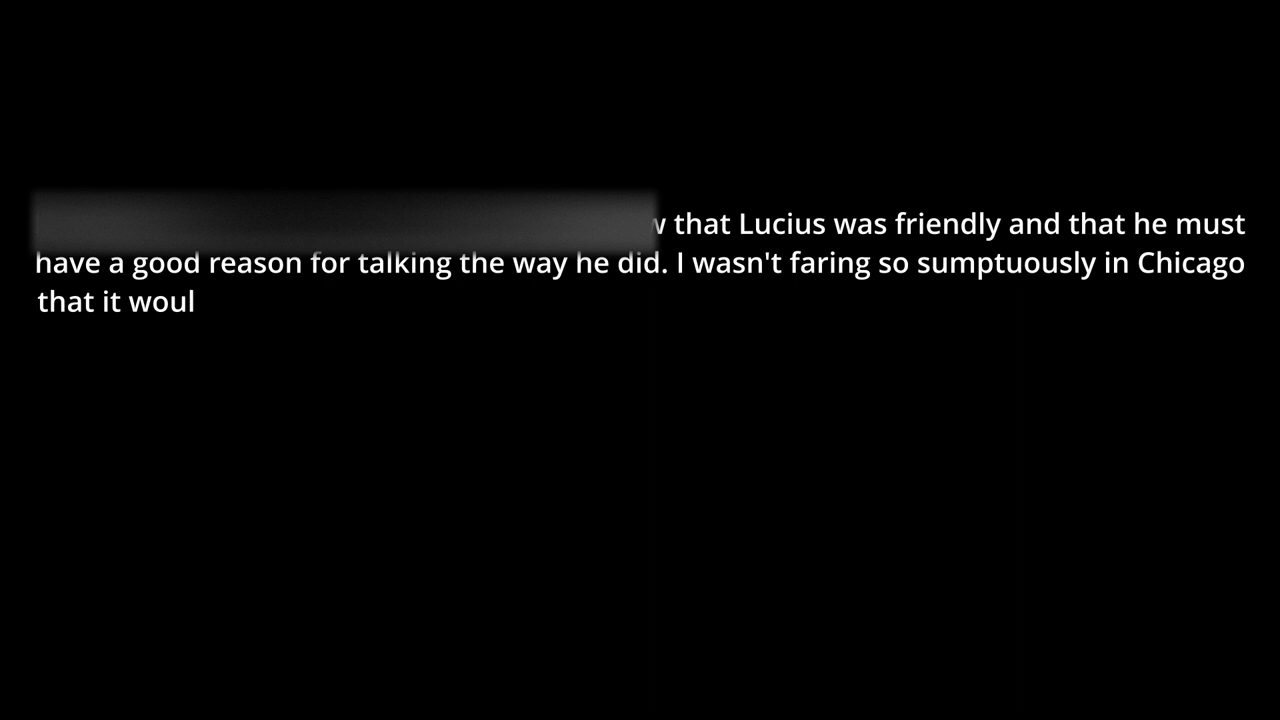 that Lucius was friendly and that he must
have a good reason for talking the way he did. I wasn't faring so sumptuously in Chicago
that it woul